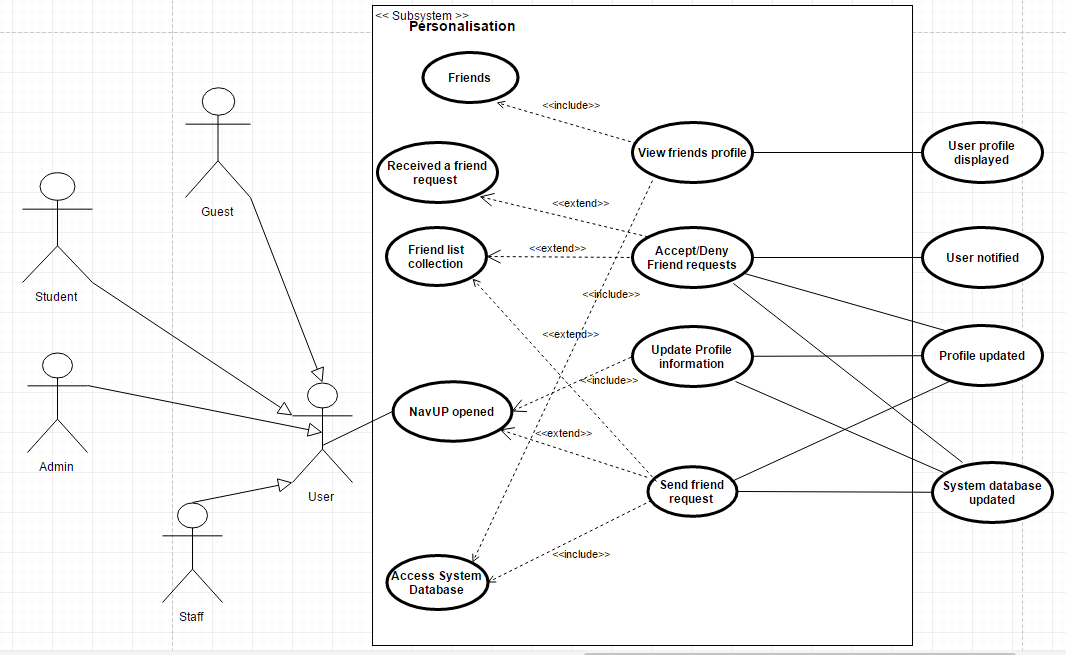 << Subsystem >>
Personalisation
Friends
<<include>>
View friends profile
User profile
displayed
Received a friend
request
<<extend>>
Friend list
collection
<<extend>>
Accept/Deny
Friend requests
User notified
<<include>>
<<extend>>
Update Profile
information
Profile updated
<<include>>
NavUP opened
<<extend>>
Send friend
request
System database
updated
<<include>>
Access System
Database
Guest
Student
Admin
User
Staff